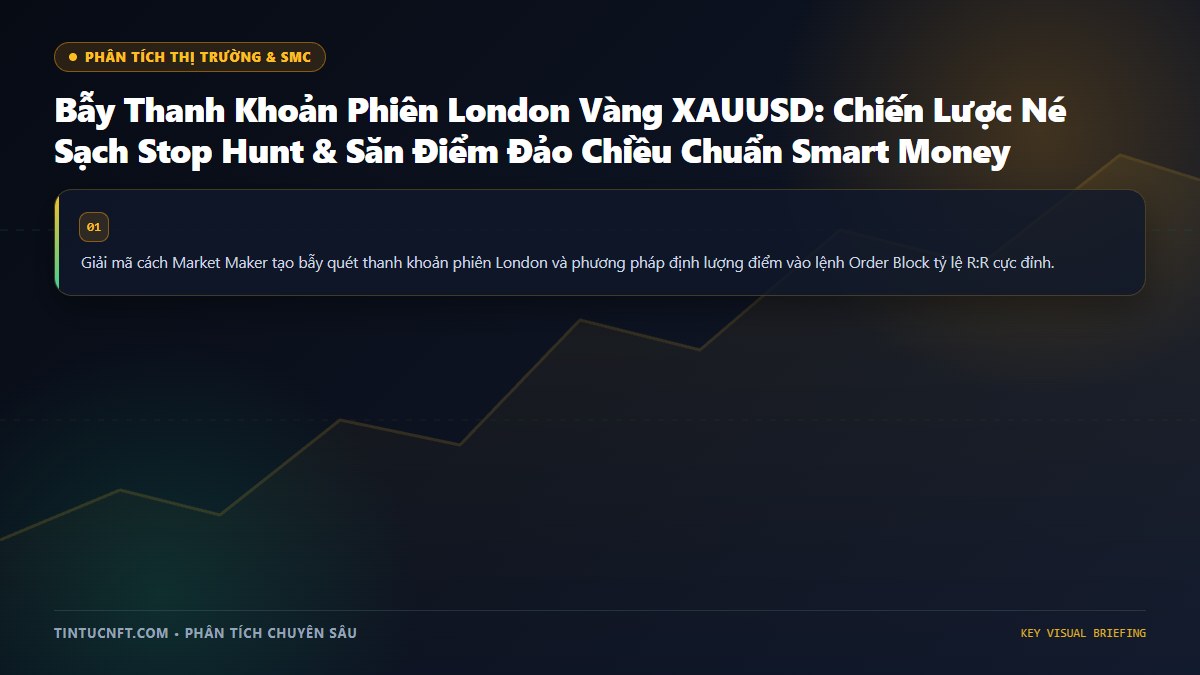 PHÂN TÍCH THỊ TRƯỜNG & SMC
Bẫy Thanh Khoản Phiên London Vàng XAUUSD: Chiến Lược Né
Sạch Stop Hunt & Săn Điểm Đảo Chiều Chuẩn Smart Money
01
Giải mã cách Market Maker tạo bẫy quét thanh khoản phiên London và phương pháp định lượng điểm vào lệnh Order Block tỷ lệ R:R cực đỉnh.
TINTUCNFT.COM • PHÂN TÍCH CHUYÊN SÂU
KEY VISUAL BRIEFING